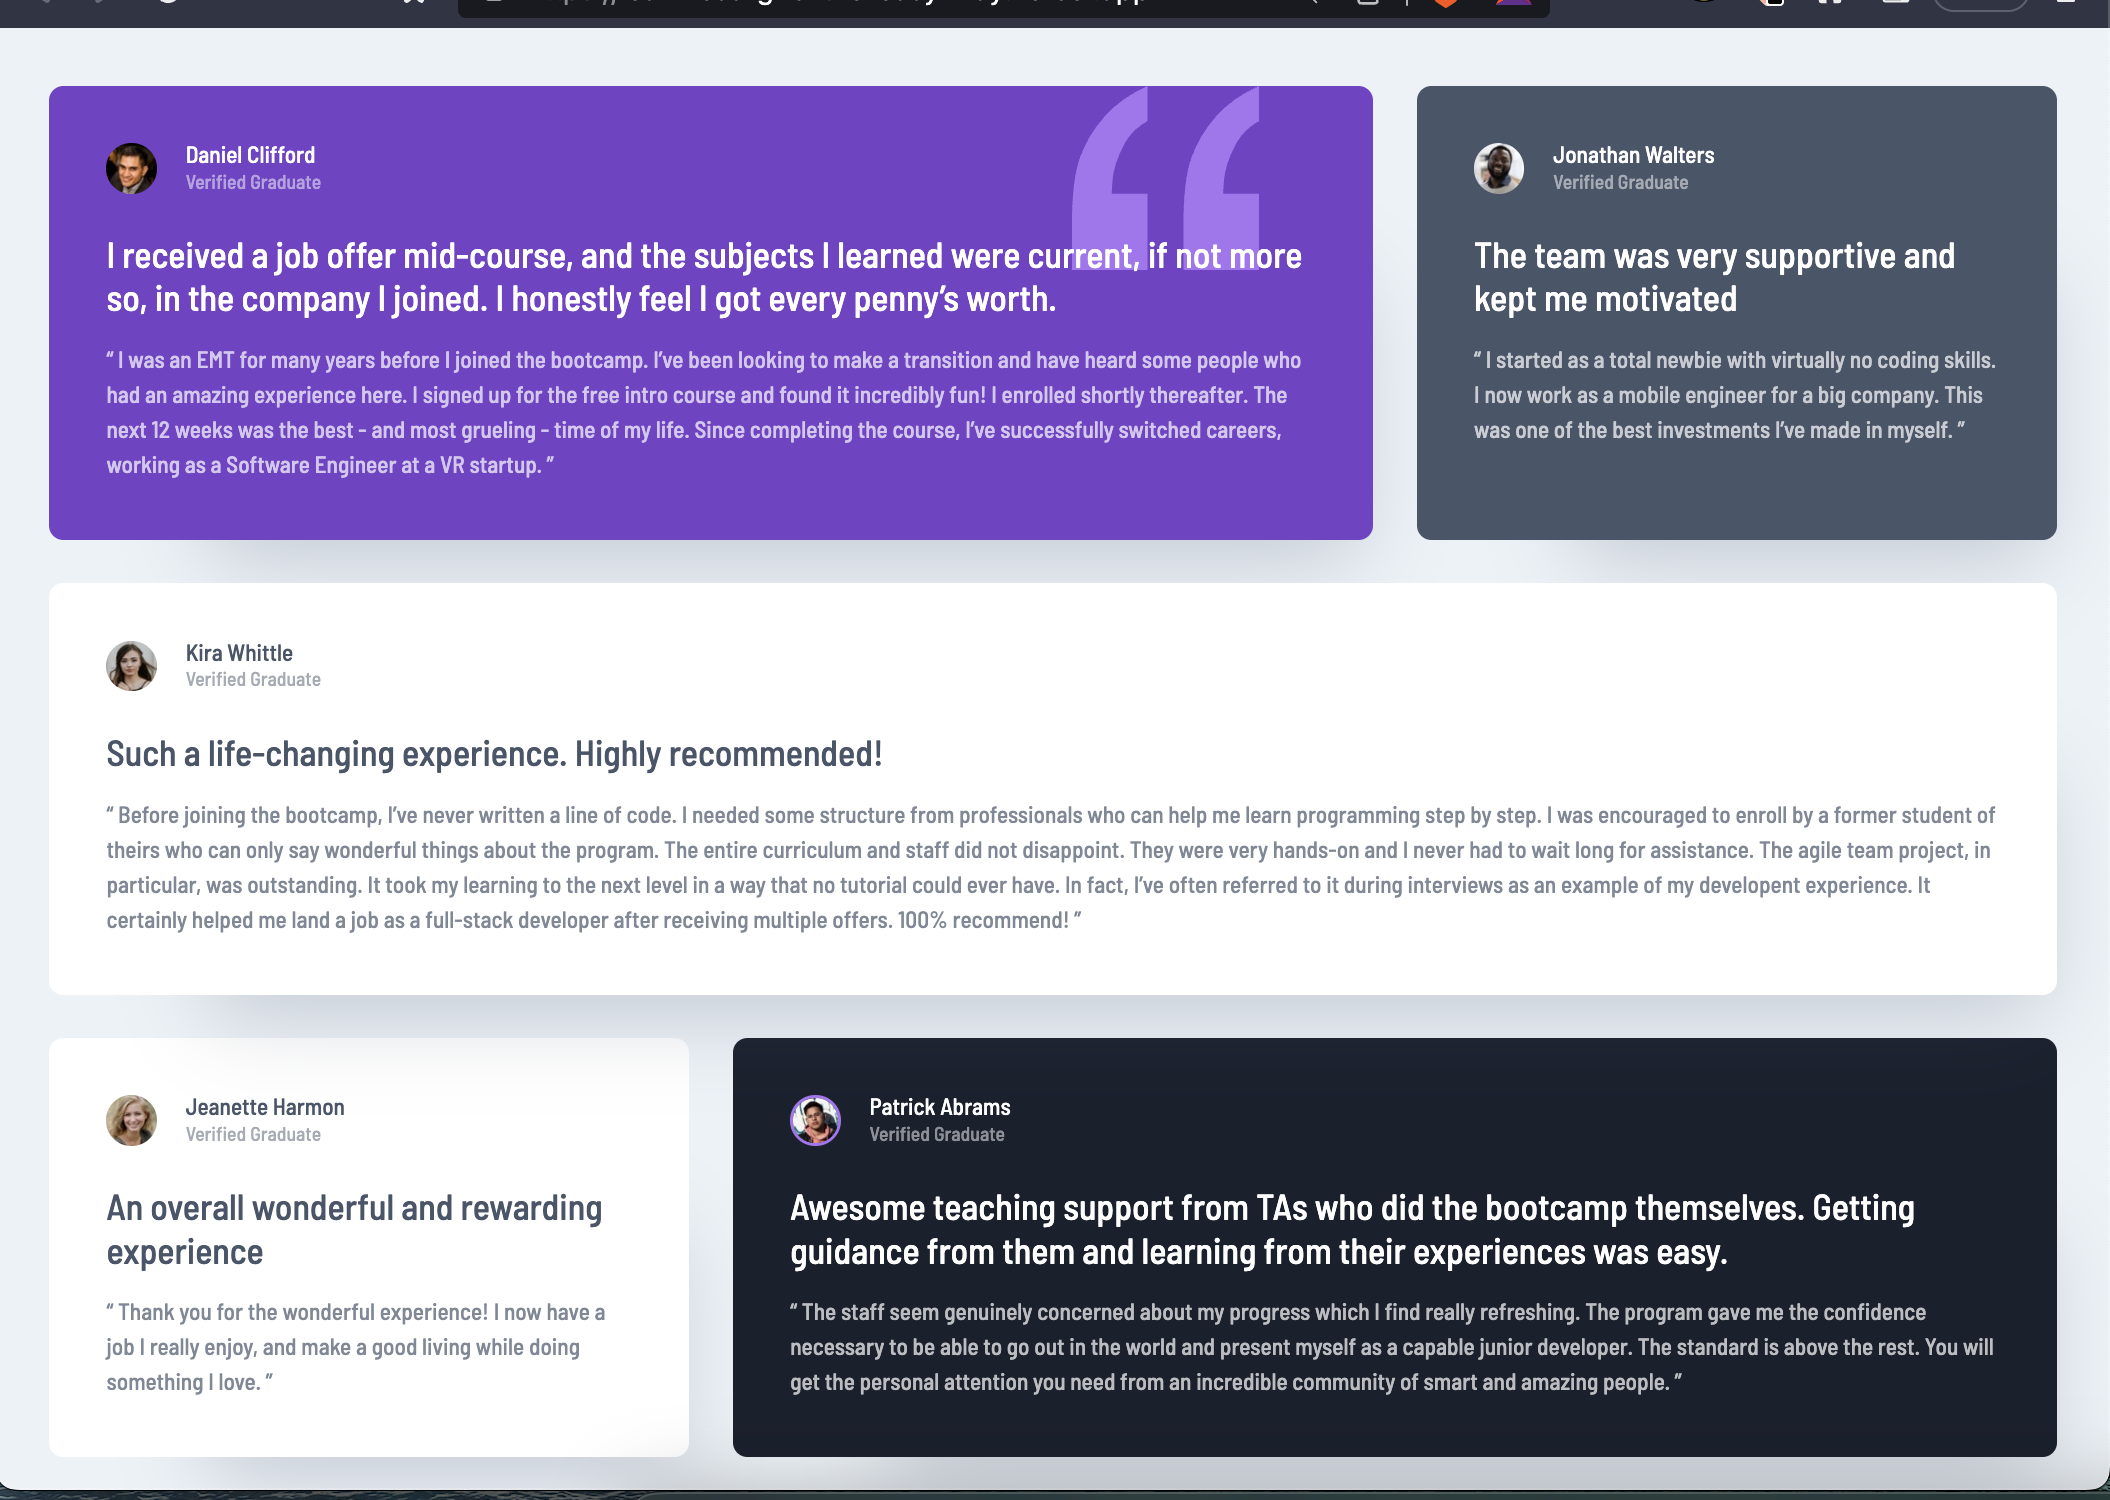 Daniel Clifford
Verified Graduate
I received a job offer mid-course, and the subjects I learned were current, if not more
so, in the company I joined. I honestly feel I got every penny’s worth.
“ I was an EMT for many years before I joined the bootcamp. I’ve been looking to make a transition and have heard some people who
had an amazing experience here. I signed up for the free intro course and found it incredibly fun! I enrolled shortly thereafter. The
next 12 weeks was the best - and most grueling - time of my life. Since completing the course, I’ve successfully switched careers,
working as a Software Engineer at a VR startup. ”
Jonathan Walters
Verified Graduate
The team was very supportive and
kept me motivated
“ I started as a total newbie with virtually no coding skills.
I now work as a mobile engineer for a big company. This
was one of the best investments I’ve made in myself. ”
Kira Whittle
Verified Graduate
Such a life-changing experience. Highly recommended!
“ Before joining the bootcamp, I’ve never written a line of code. I needed some structure from professionals who can help me learn programming step by step. I was encouraged to enroll by a former student of
theirs who can only say wonderful things about the program. The entire curriculum and staff did not disappoint. They were very hands-on and I never had to wait long for assistance. The agile team project, in
particular, was outstanding. It took my learning to the next level in a way that no tutorial could ever have. In fact, I’ve often referred to it during interviews as an example of my developent experience. It
certainly helped me land a job as a full-stack developer after receiving multiple offers. 100% recommend! ”
Jeanette Harmon
Verified Graduate
An overall wonderful and rewarding
experience
“ Thank you for the wonderful experience! I now have a
job I really enjoy, and make a good living while doing
something I love. ”
Patrick Abrams
Verified Graduate
Awesome teaching support from TAs who did the bootcamp themselves. Getting
guidance from them and learning from their experiences was easy.
“ The staff seem genuinely concerned about my progress which I find really refreshing. The program gave me the confidence
necessary to be able to go out in the world and present myself as a capable junior developer. The standard is above the rest. You will
get the personal attention you need from an incredible community of smart and amazing people. ”